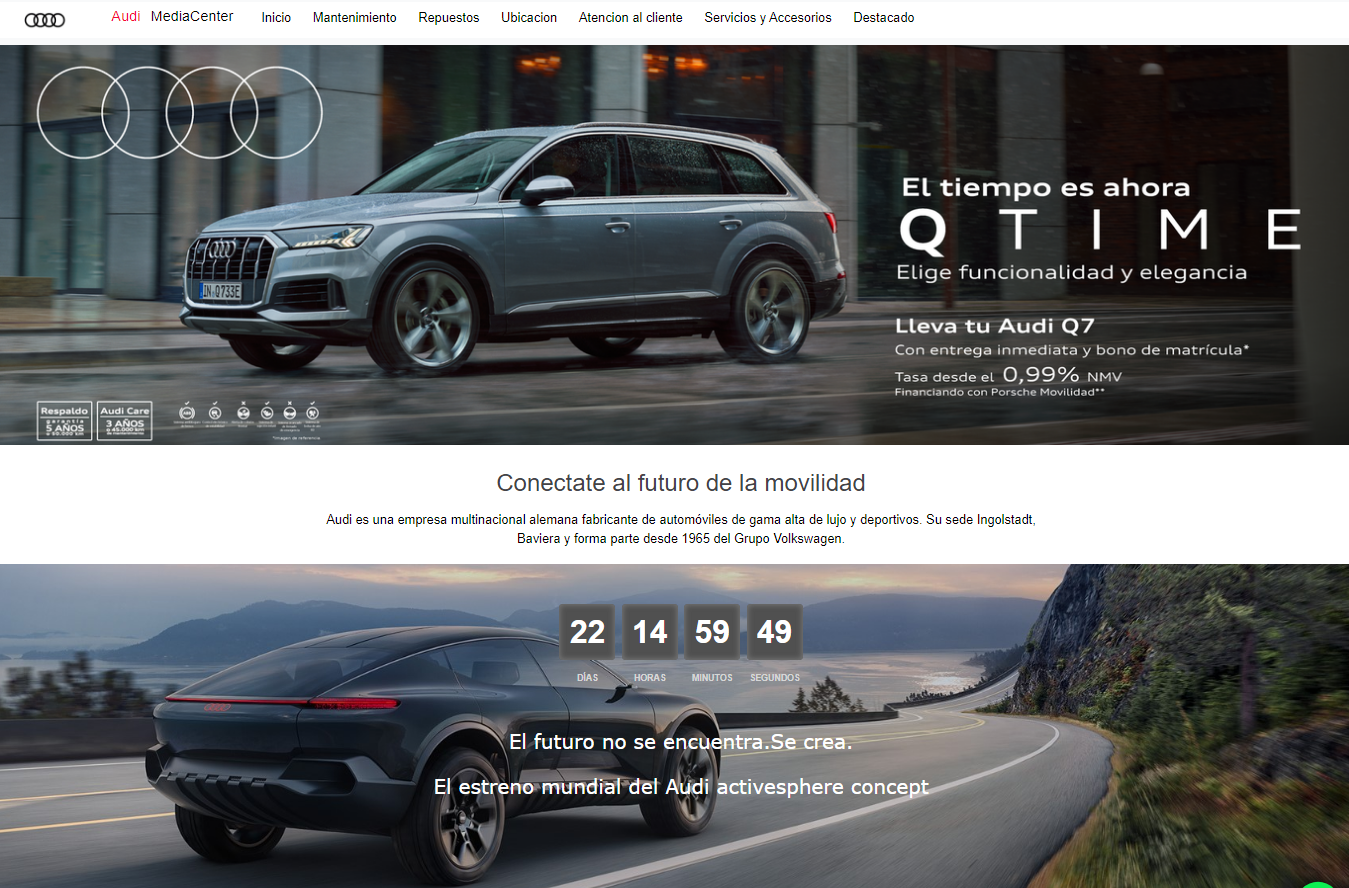 Audi MediaCenter Inicio Mantenimiento Repuestos Ubicacion Atencion al cliente Servicios y Accesorios Destacado
El tiempo es ahora
Q T I M E
Elige funcionalidad y elegancia
IN Q733E
Lleva tu Audi Q7
Con entrega inmediata y bono de matrícula*
Tasa desde el 0,99% NMV
Financiando con Porsche Movilidad**
Respaldo
garantía
5 AÑOS
Audi Care
3 AÑOS
*Imagen de referencia
Conectate al futuro de la movilidad
Audi es una empresa multinacional alemana fabricante de automóviles de gama alta de lujo y deportivos. Su sede Ingolstadt,
Baviera y forma parte desde 1965 del Grupo Volkswagen.
22 14 59 49
DÍAS HORAS MINUTOS SEGUNDOS
El futuro no se encuentra.Se crea.
El estreno mundial del Audi activesphere concept